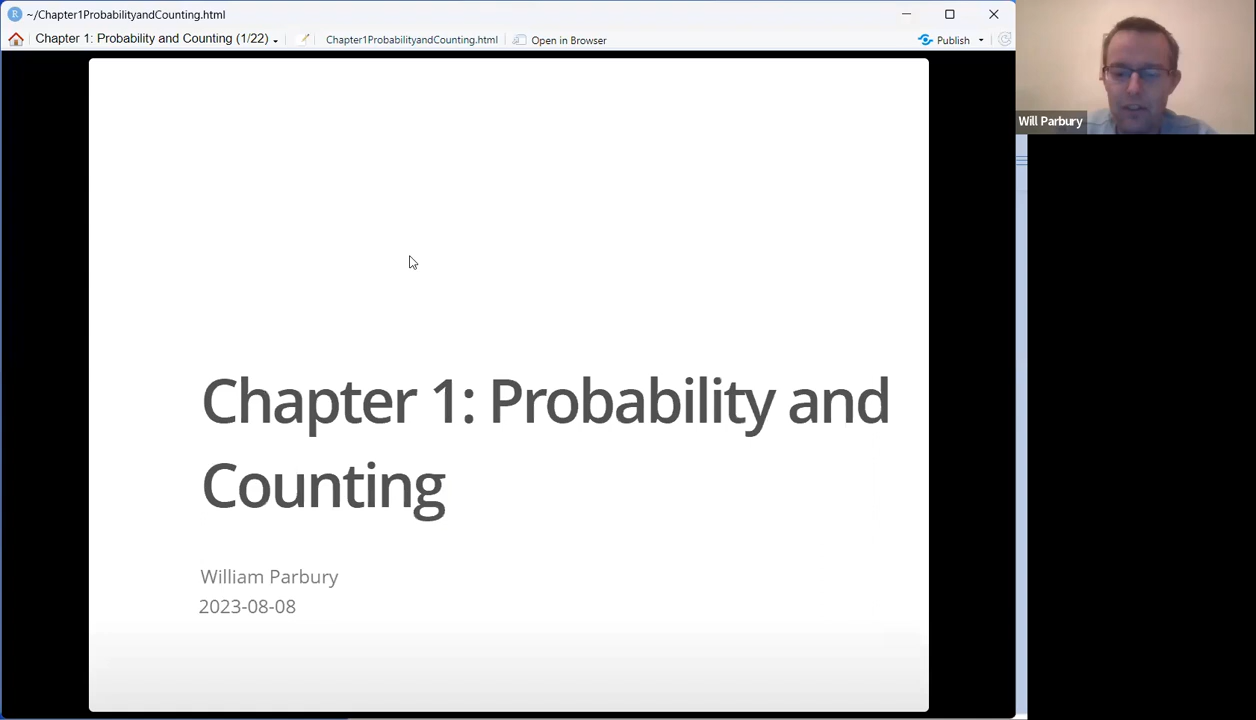 ~/Chapter1ProbabilityandCounting.html
Chapter 1: Probability and Counting (1/22)
Chapter1ProbabilityandCounting.html
Open in Browser
Publish
Will Parbury
Chapter 1: Probability and
Counting
William Parbury
2023-08-08